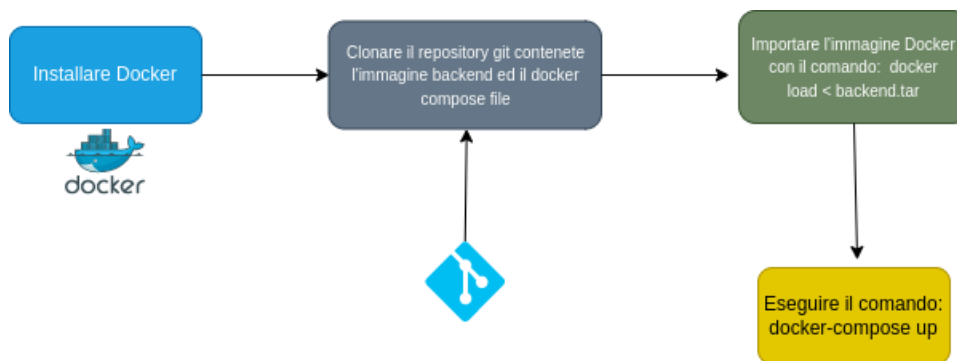 Installare Docker
docker
Clonare il repository git contenete
l'immagine backend ed il docker
compose file
Importare l'immagine Docker
con il comando:  docker
load < backend.tar
Eseguire il comando:
docker-compose up